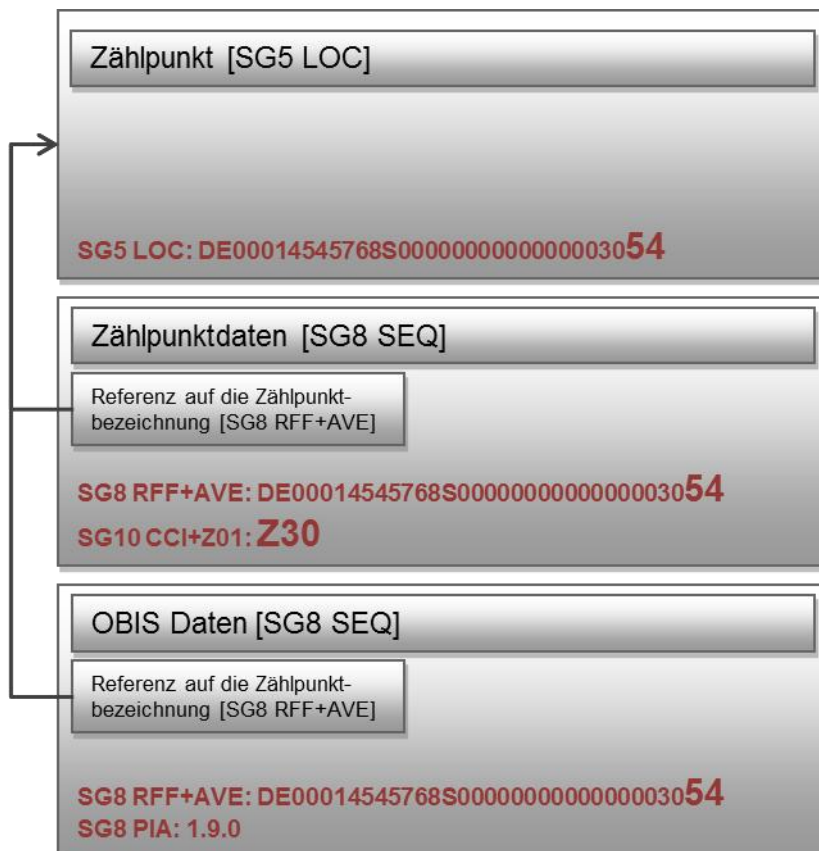 Zählpunkt [SG5 LOC]
SG5 LOC: DE00014545768S0000000000000003054
Zählpunktdaten [SG8 SEQ]
Referenz auf die Zählpunkt-
bezeichnung [SG8 RFF+AVE]
SG8 RFF+AVE: DE00014545768S0000000000000003054
SG10 CCI+Z01: Z30
OBIS Daten [SG8 SEQ]
Referenz auf die Zählpunkt-
bezeichnung [SG8 RFF+AVE]
SG8 RFF+AVE: DE00014545768S0000000000000003054
SG8 PIA: 1.9.0